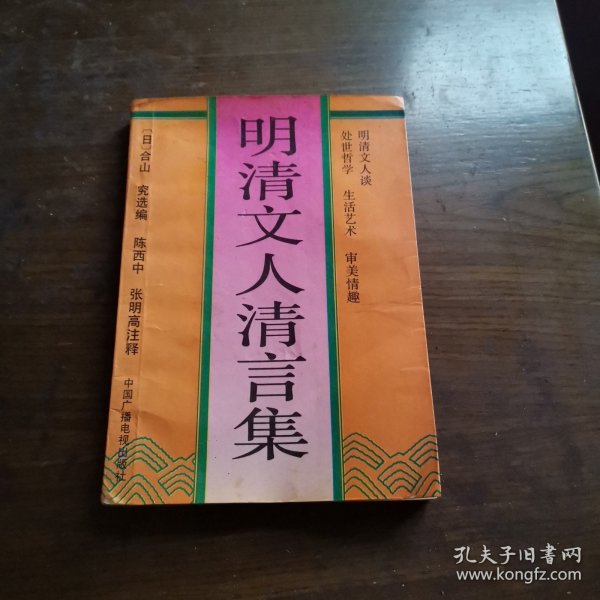 明清文人谈
处世哲学 生活艺术 审美情趣
明清文人清言集
〔日〕合山 究选编 陈西中 张明高注释
中国广播电视出版社
孔夫子旧书网
www.kongfz.com